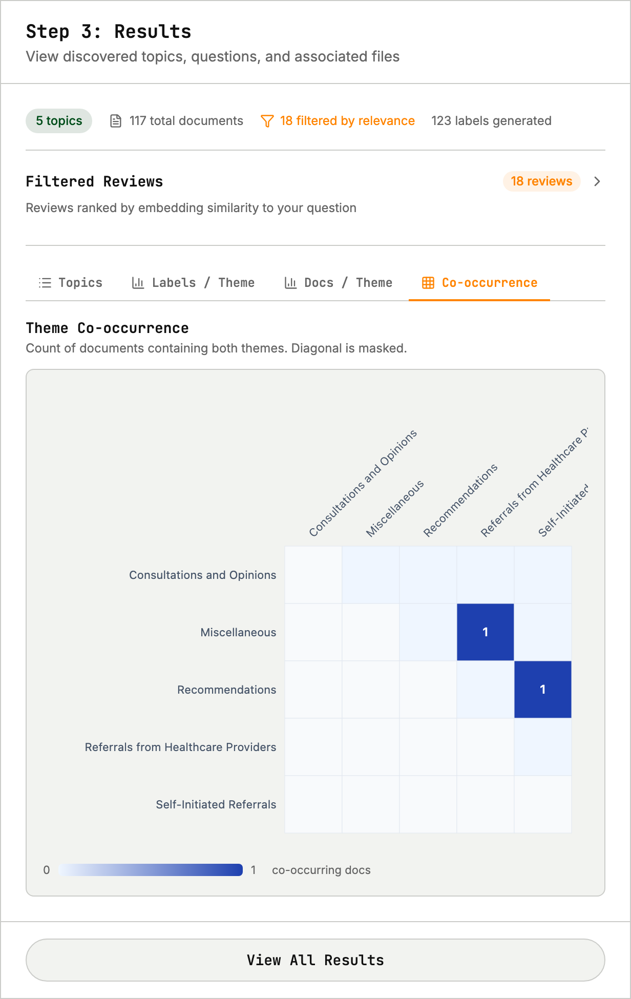 Step 3: Results
View discovered topics, questions, and associated files
5 topics
117 total documents
18 filtered by relevance
123 labels generated
Filtered Reviews
18 reviews
Reviews ranked by embedding similarity to your question
Topics
Labels / Theme
Docs / Theme
Co-occurrence
Theme Co-occurrence
Count of documents containing both themes. Diagonal is masked.
Consultations and Opinions
Miscellaneous
Recommendations
Referrals from Healthcare
Self-Initiated
Consultations and Opinions
Miscellaneous
1
Recommendations
1
Referrals from Healthcare Providers
Self-Initiated Referrals
0
1
co-occurring docs
View All Results